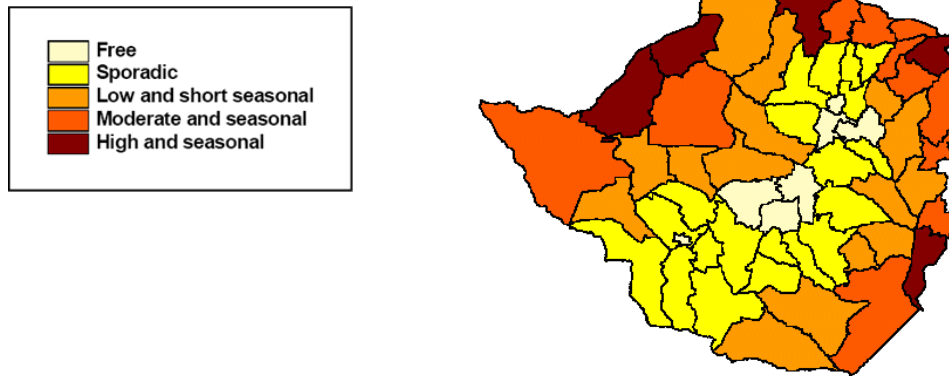 Free
Sporadic
Low and short seasonal
Moderate and seasonal
High and seasonal